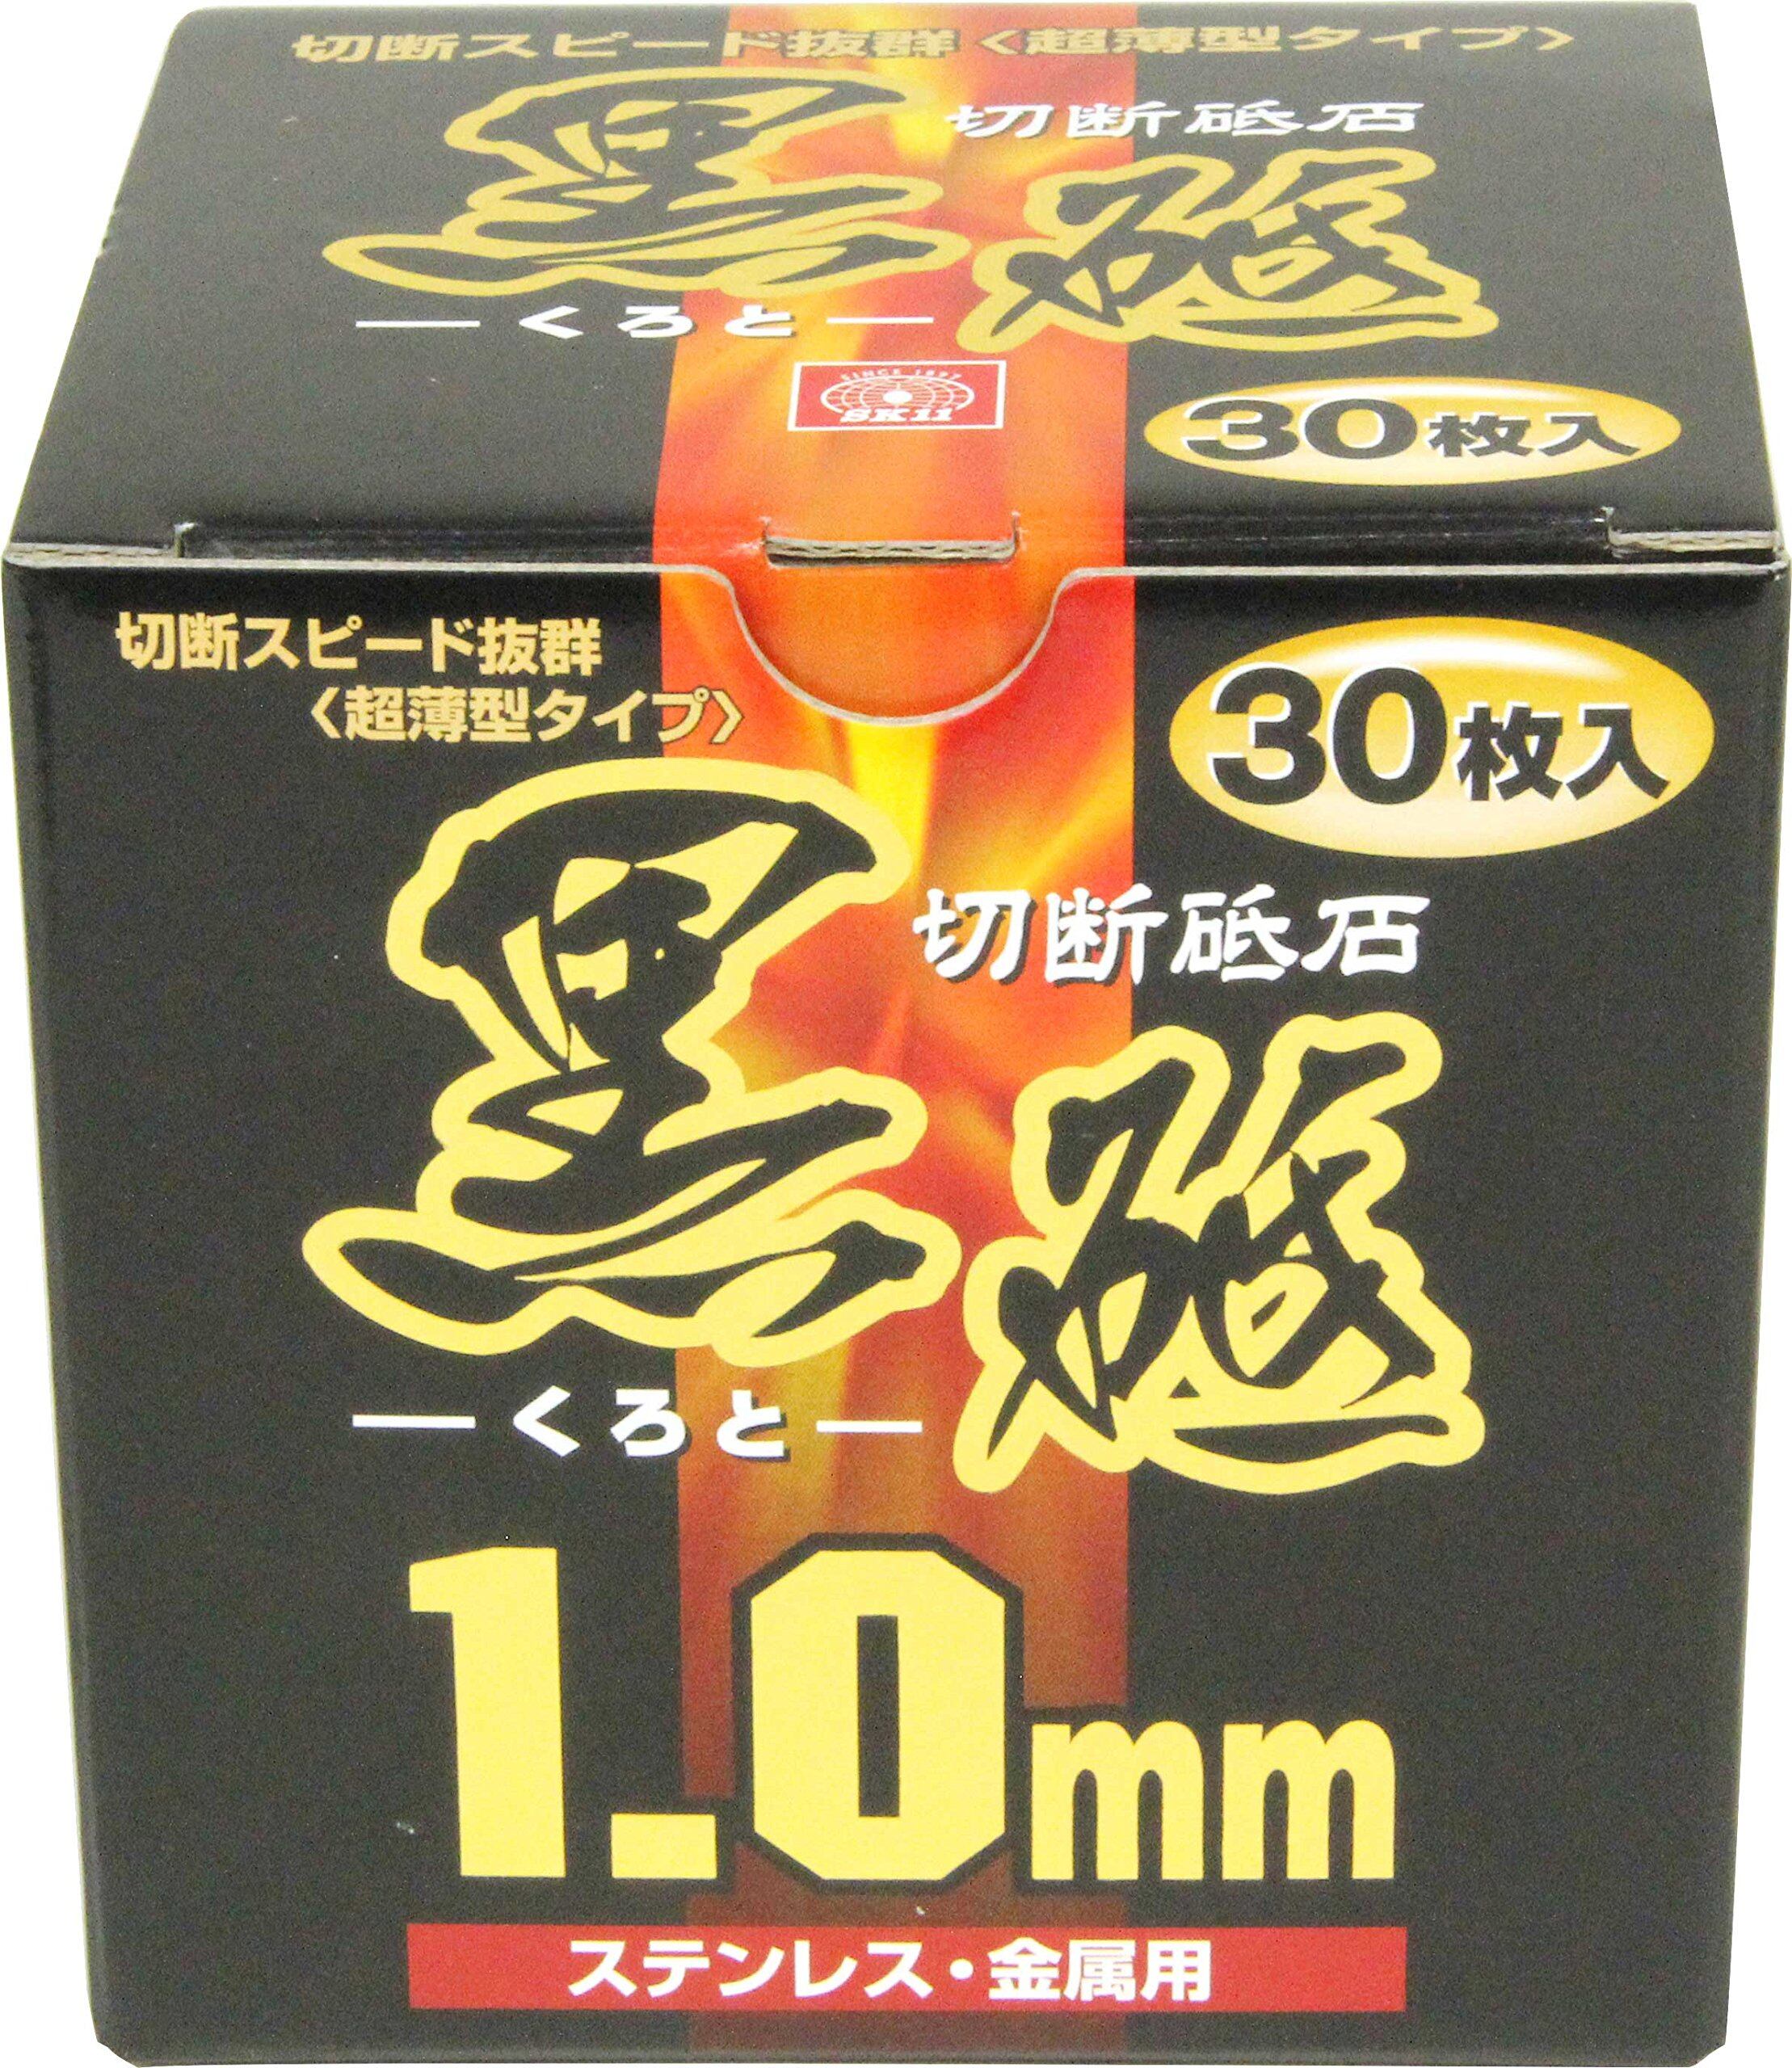 切断スピード抜群〈超薄型タイプ〉
切断砥石
黒砥
くろと
SINCE 1897
SK11
30枚入
切断スピード抜群
〈超薄型タイプ〉
30枚入
切断砥石
黒砥
くろと
1.0mm
ステンレス・金属用